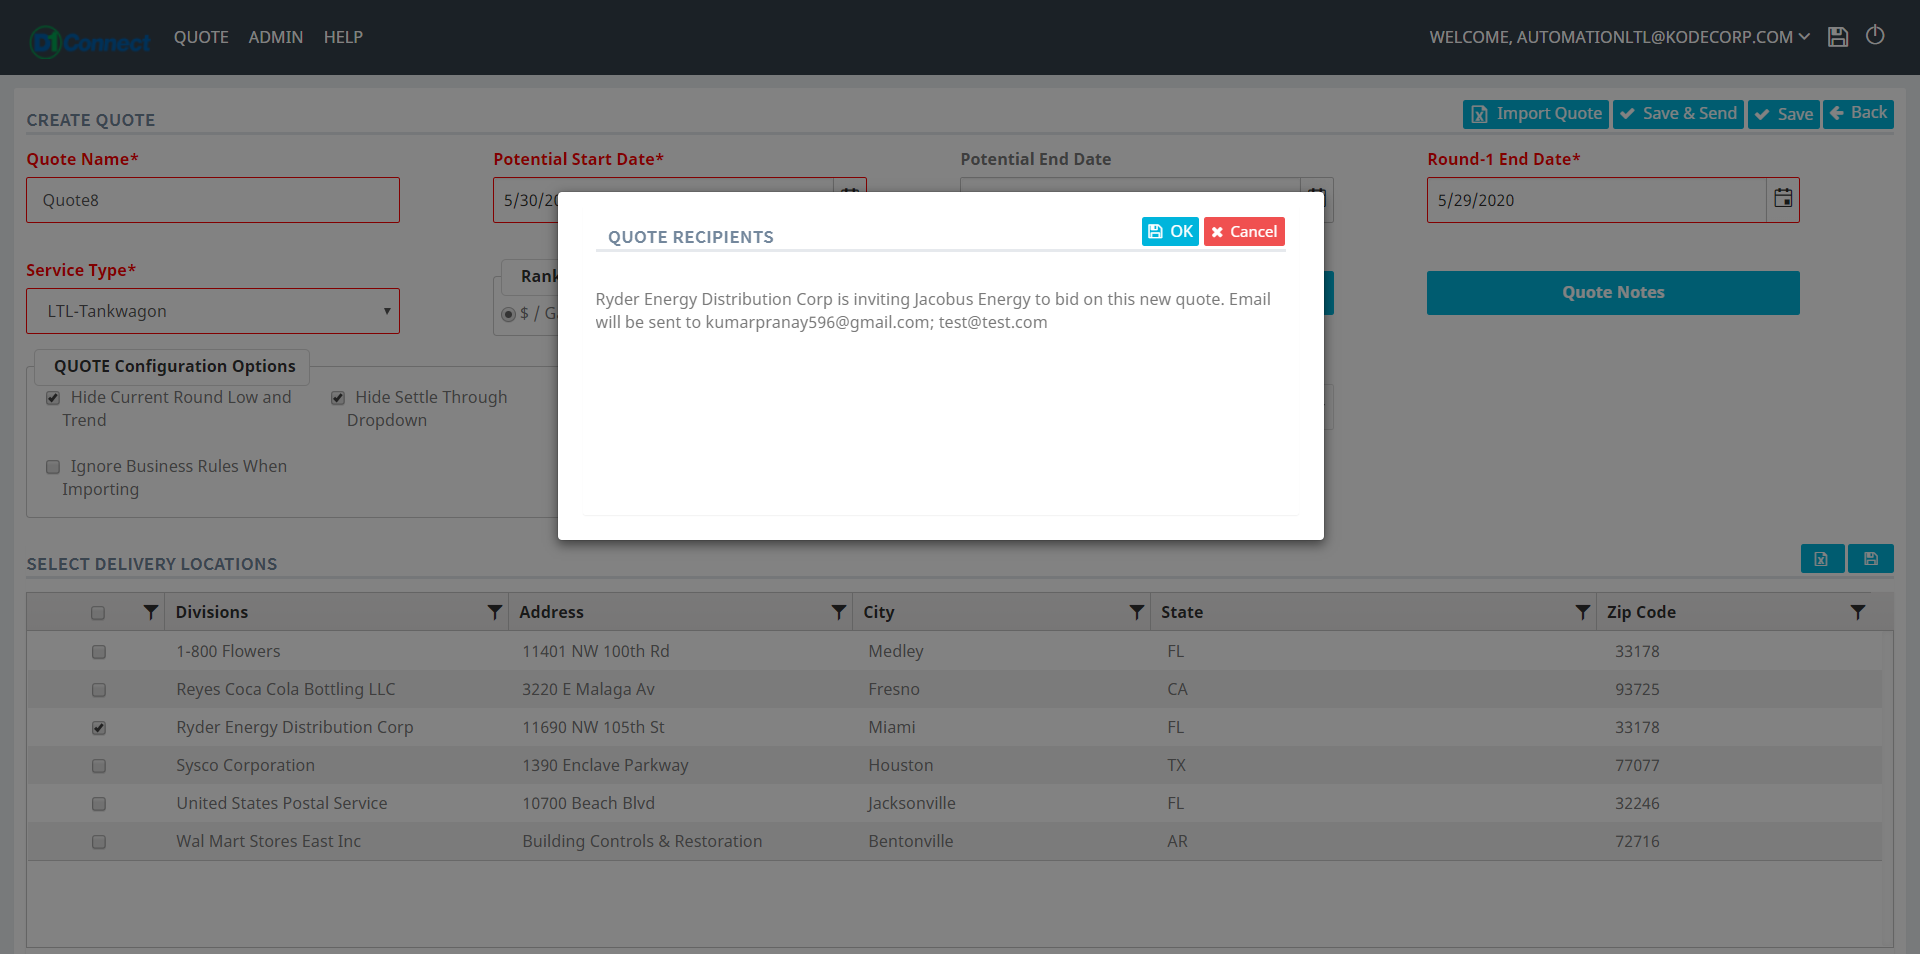 D1Connect
QUOTE ADMIN HELP
WELCOME, AUTOMATIONLTL@KODECORP.COM
CREATE QUOTE
Import Quote Save & Send Save Back
Quote Name* Potential Start Date* Potential End Date Round-1 End Date*
Quote8 5/30/20 5/29/2020
QUOTE RECIPIENTS OK Cancel
Service Type*
LTL-Tankwagon
Rank
$ / G
Quote Notes
Ryder Energy Distribution Corp is inviting Jacobus Energy to bid on this new quote. Email
will be sent to kumarpranay596@gmail.com; test@test.com
QUOTE Configuration Options
Hide Current Round Low and
Trend
Hide Settle Through
Dropdown
Ignore Business Rules When
Importing
SELECT DELIVERY LOCATIONS
Divisions Address City State Zip Code
1-800 Flowers 11401 NW 100th Rd Medley FL 33178
Reyes Coca Cola Bottling LLC 3220 E Malaga Av Fresno CA 93725
Ryder Energy Distribution Corp 11690 NW 105th St Miami FL 33178
Sysco Corporation 1390 Enclave Parkway Houston TX 77077
United States Postal Service 10700 Beach Blvd Jacksonville FL 32246
Wal Mart Stores East Inc Building Controls & Restoration Bentonville AR 72716